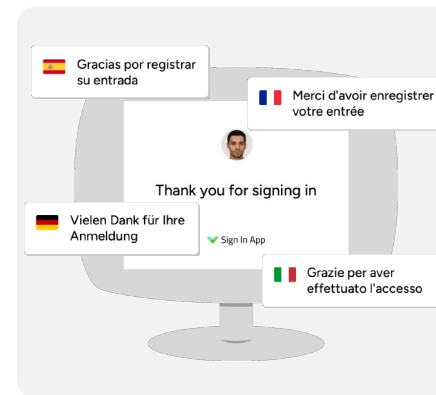 Gracias por registrar
su entrada
Merci d'avoir enregistrer
votre entrée
Thank you for signing in
Vielen Dank für Ihre
Anmeldung
Sign In App
Grazie per aver
effettuato l'accesso